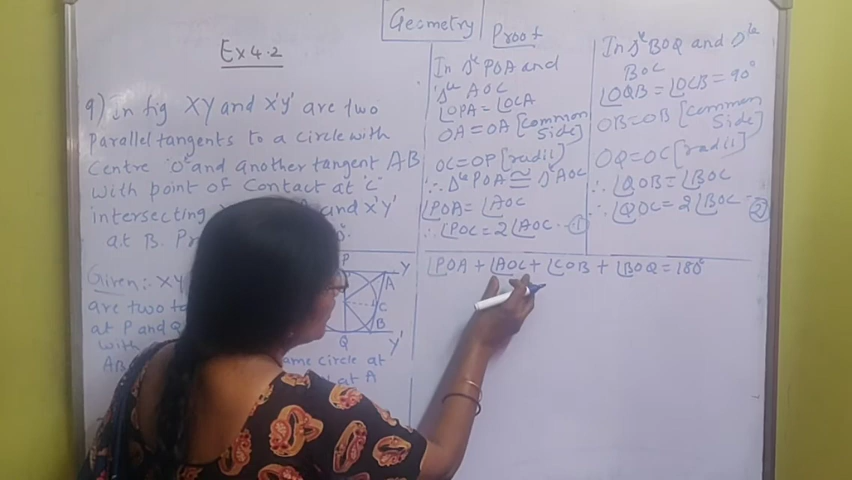 Geometry
Ex 4.2
9) In fig XY and X'Y' are two
parallel tangents to a circle with
centre 'O' and another tangent AB
with point of Contact at 'C'
intersecting
and X'Y'
at B.
Given:- XY
are two
at P and Q
with
same circle at
AB
at A
P
Y
A
C
B
Q
Y'
Proof
In Δle POA and
Δle AOC
∠OPA = ∠OCA
OA = OA [Common
Side]
OC = OP [radii]
∴ Δle POA ≅ Δle AOC
∠POA = ∠AOC
∴ ∠POC = 2∠AOC - ①
In Δle BOQ and Δle
BOC
∠OQB = ∠OCB = 90°
OB = OB [Common
Side]
OQ = OC [radii]
∴ ∠QOB = ∠BOC
∴ ∠QOC = 2∠BOC - ②
∠POA + ∠AOC + ∠COB + ∠BOQ = 180°